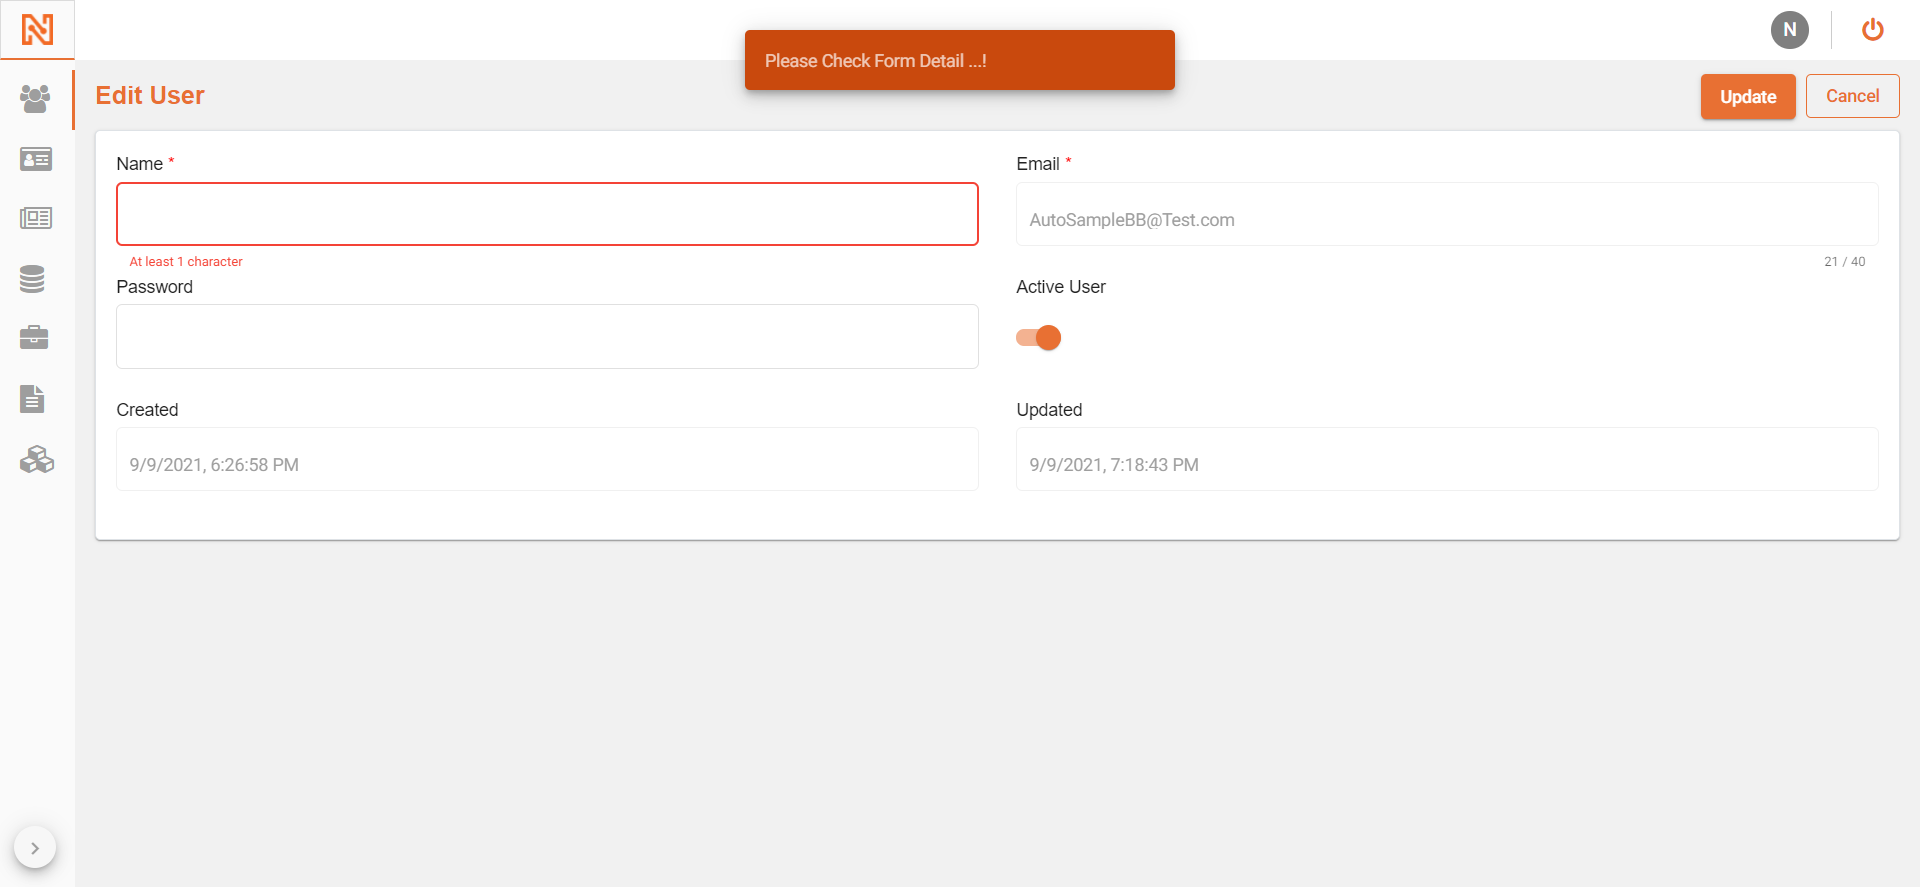 N
Please Check Form Detail ...!
Edit User
Update
Cancel
Name *
Email *
AutoSampleBB@Test.com
At least 1 character
21 / 40
Password
Active User
Created
Updated
9/9/2021, 6:26:58 PM
9/9/2021, 7:18:43 PM